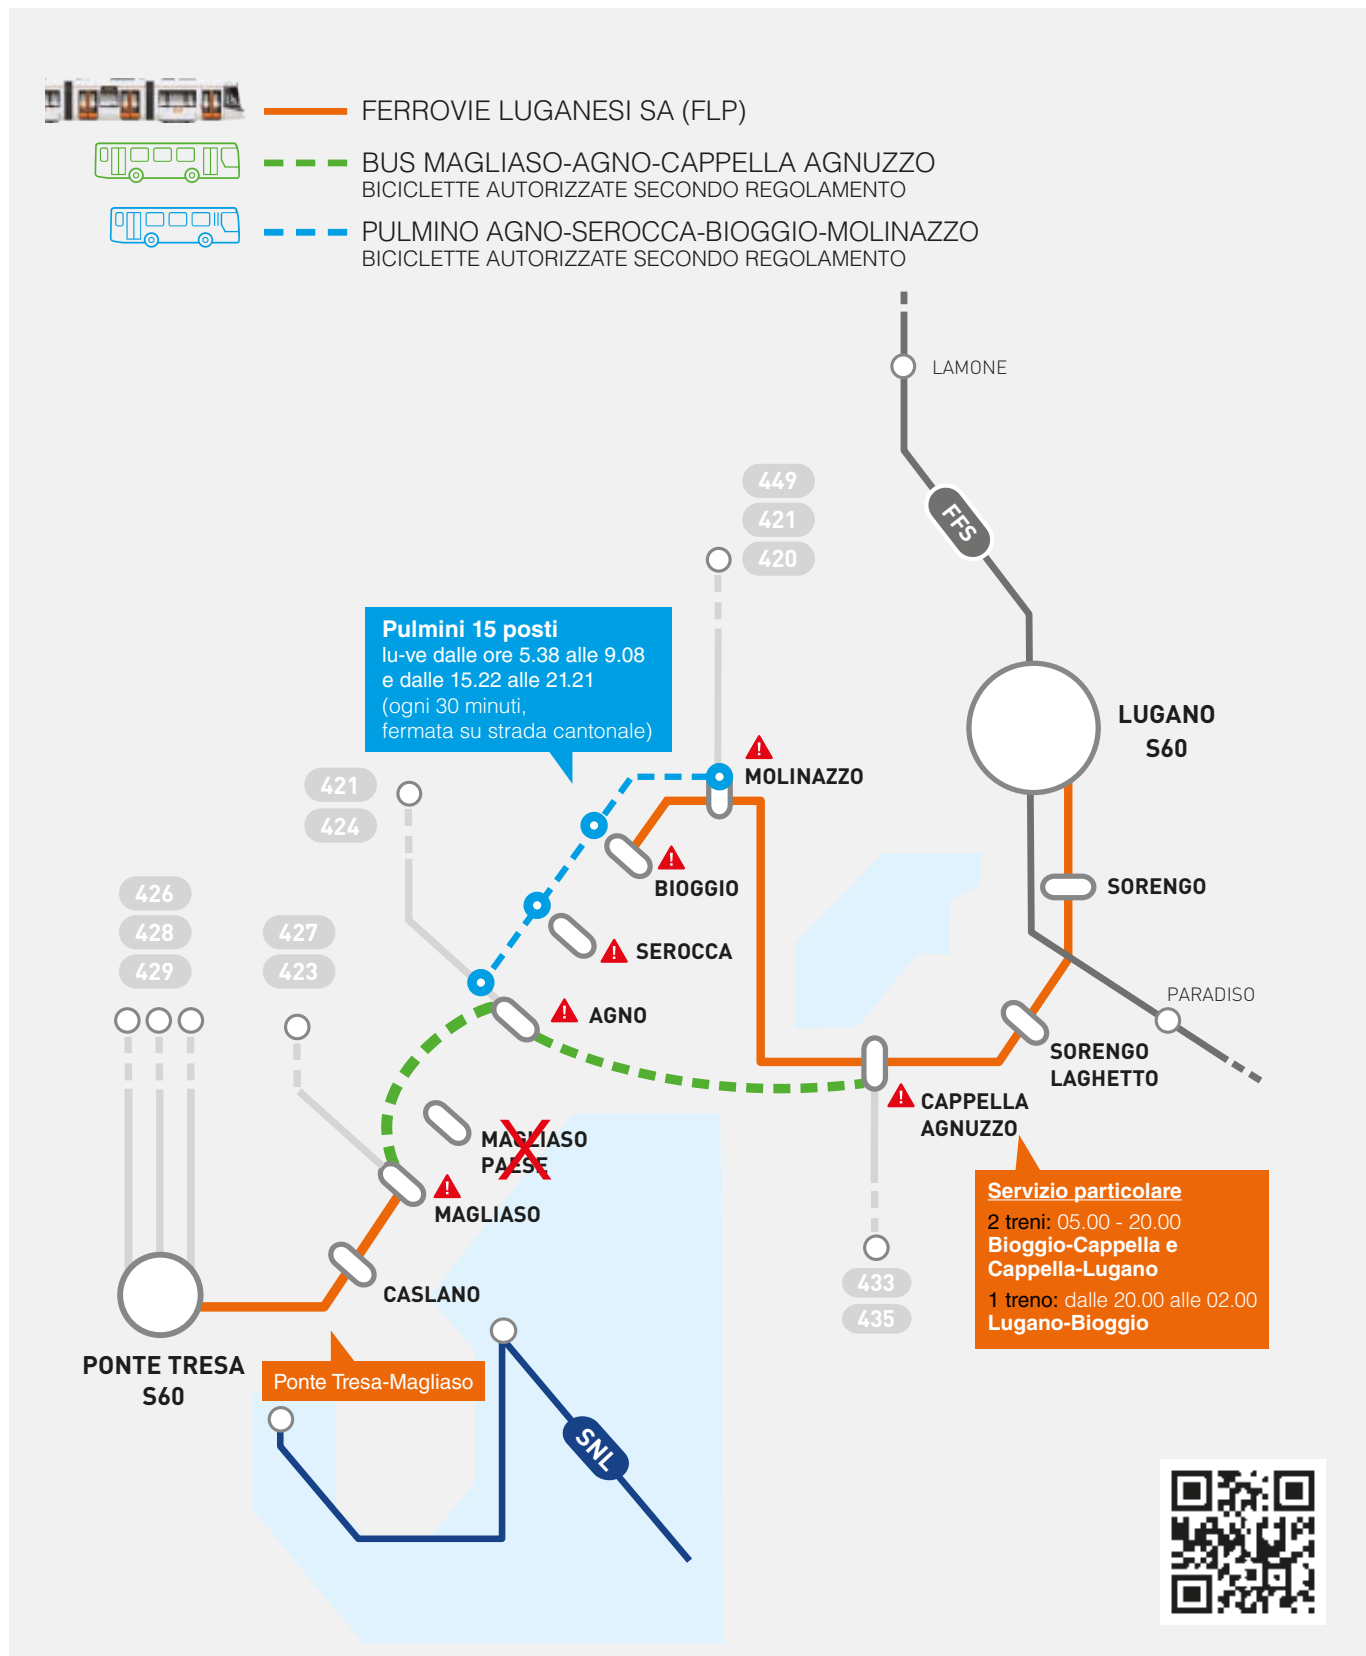 FERROVIE LUGANESI SA (FLP)
BUS MAGLIASO-AGNO-CAPPELLA AGNUZZO
BICICLETTE AUTORIZZATE SECONDO REGOLAMENTO
PULMINO AGNO-SEROCCA-BIOGGIO-MOLINAZZO
BICICLETTE AUTORIZZATE SECONDO REGOLAMENTO
LAMONE
449
421
420
FFS
Pulmini 15 posti
lu-ve dalle ore 5.38 alle 9.08
e dalle 15.22 alle 21.21
(ogni 30 minuti,
fermata su strada cantonale)
LUGANO
S60
MOLINAZZO
421
424
BIOGGIO
SORENGO
426
428
429
427
423
SEROCCA
AGNO
PARADISO
SORENGO
LAGHETTO
CAPPELLA
AGNUZZO
MAGLIASO
PAESE
MAGLIASO
CASLANO
Servizio particolare
2 treni: 05.00 - 20.00
Bioggio-Cappella e
Cappella-Lugano
1 treno: dalle 20.00 alle 02.00
Lugano-Bioggio
433
435
PONTE TRESA
S60
Ponte Tresa-Magliaso
SNL